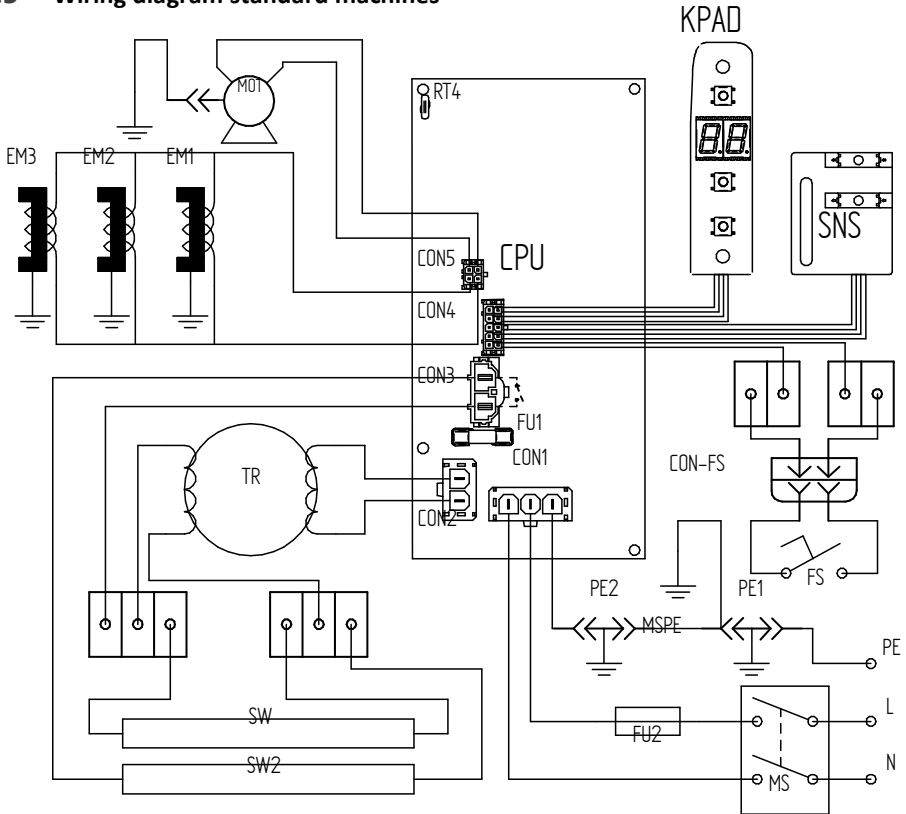 Wiring diagram standard machines
KPAD
MOT
RT4
88
EM3 EM2 EM1
SNS
CON5 CPU
CON4
CON3
FU1
CON1
CON-FS
TR
CON2
FS
PE2 PE1
MSPE
PE
L
SW
FU2
N
SW2
MS